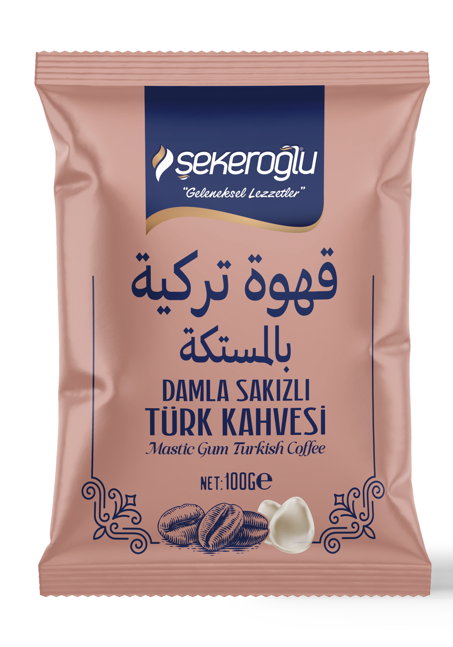 şekeroğlu
"Geleneksel Lezzetler"
قهوة تركية
بالمستكة
DAMLA SAKIZLI
TÜRK KAHVESİ
Mastic Gum Turkish Coffee
NET:100G℮